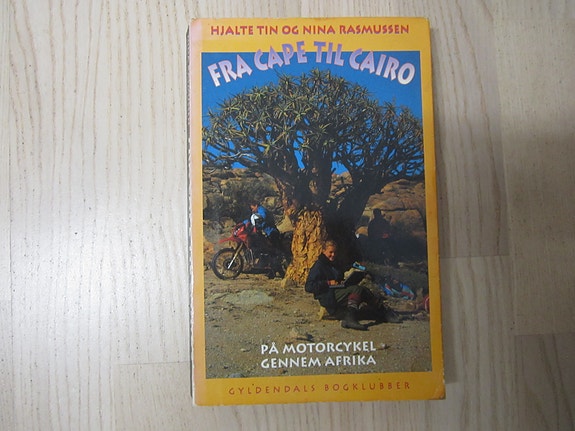 HJALTE TIN OG NINA RASMUSSEN
FRA CAPE TIL CAIRO
PÅ MOTORCYKEL
GENNEM AFRIKA
GYLDENDALS BOGKLUBBER